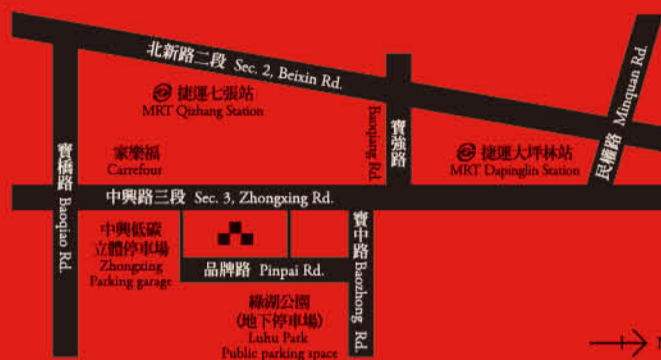 北新路二段 Sec. 2, Beixin Rd.
捷運七張站
MRT Qizhang Station
寶強路
Baoqiang Rd.
民權路 Minquan Rd.
捷運大坪林站
MRT Dapinglin Station
寶橋路 Baoqiao Rd.
家樂福
Carrefour
中興路三段 Sec. 3, Zhongxing Rd.
中興低碳
立體停車場
Zhongxing
Parking garage
品牌路 Pinpai Rd.
寶中路 Baozhong Rd.
綠湖公園
(地下停車場)
Luhu Park
Public parking space